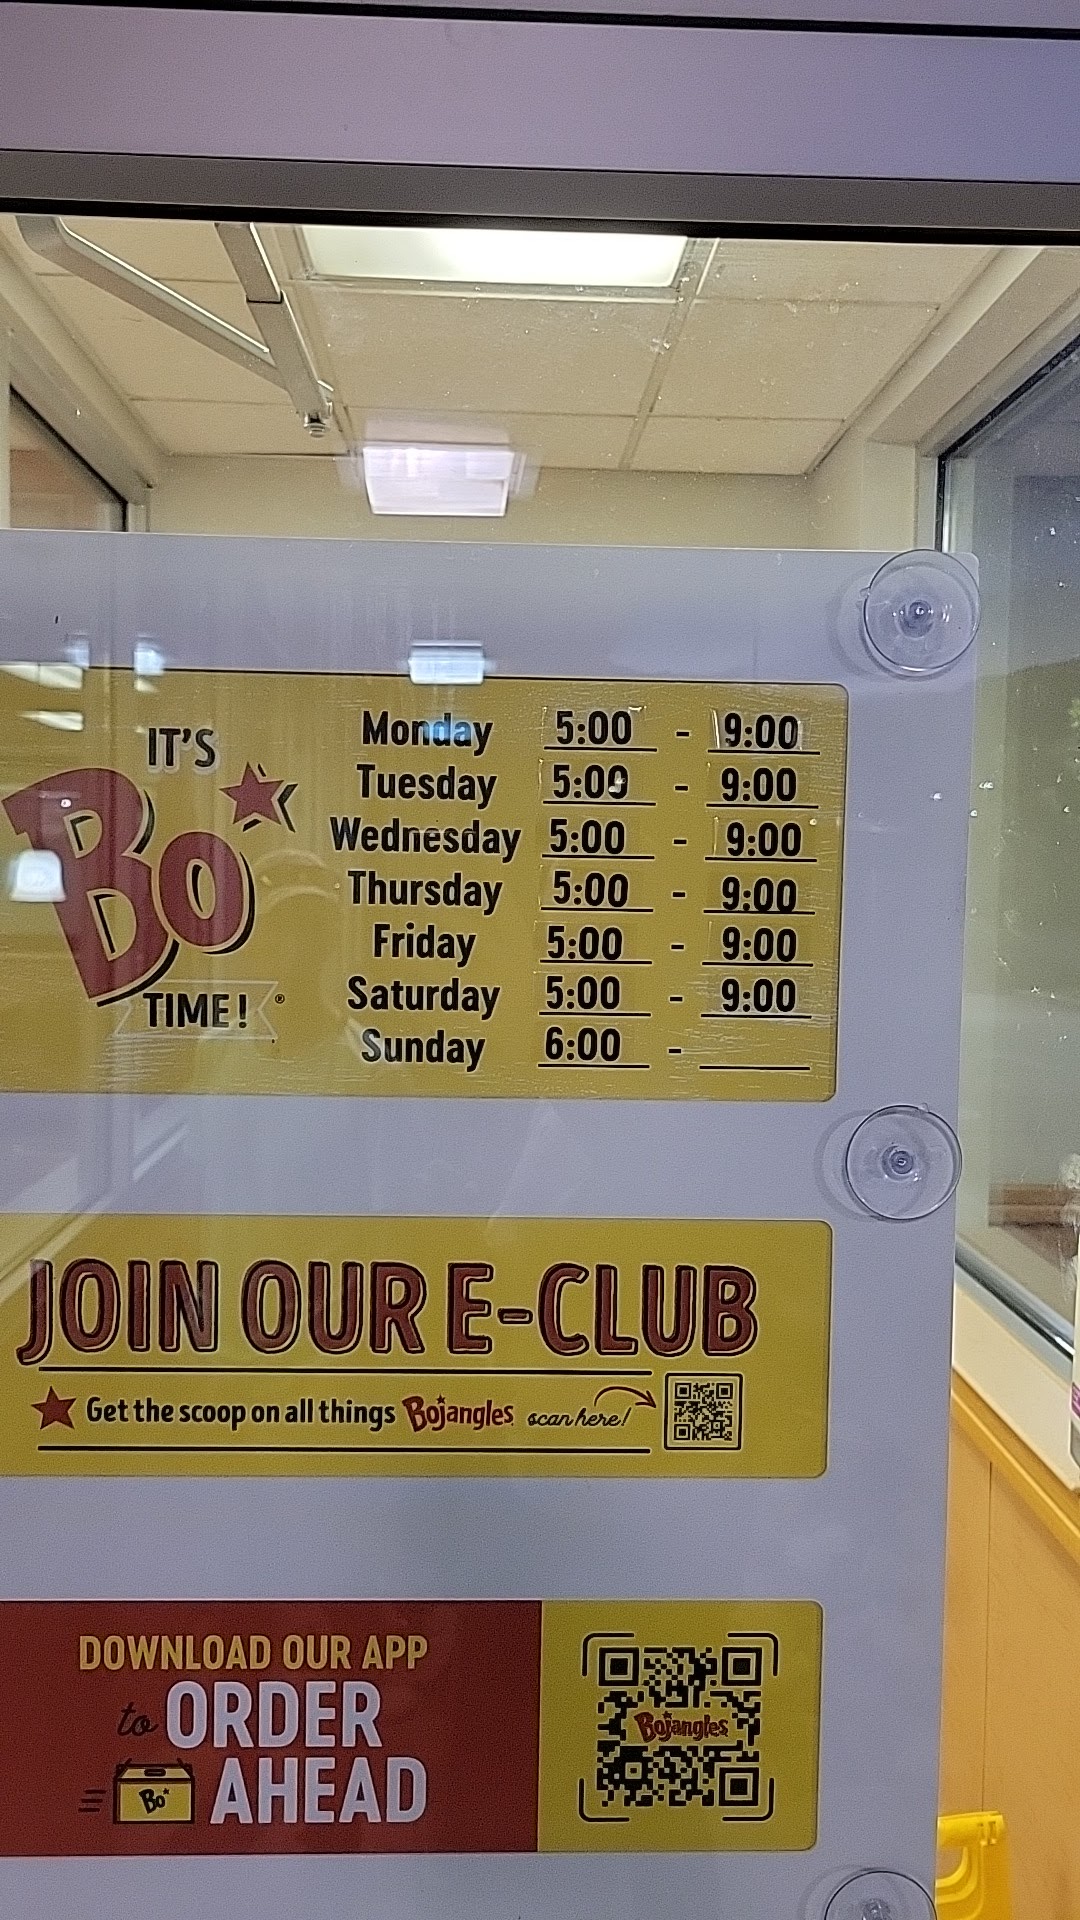 IT'S
Bo
TIME! ®
Monday 5:00 - 9:00
Tuesday 5:00 - 9:00
Wednesday 5:00 - 9:00
Thursday 5:00 - 9:00
Friday 5:00 - 9:00
Saturday 5:00 - 9:00
Sunday 6:00 -
JOIN OUR E-CLUB
Get the scoop on all things Bojangles scan here!
DOWNLOAD OUR APP
to ORDER
Bo AHEAD
Bojangles